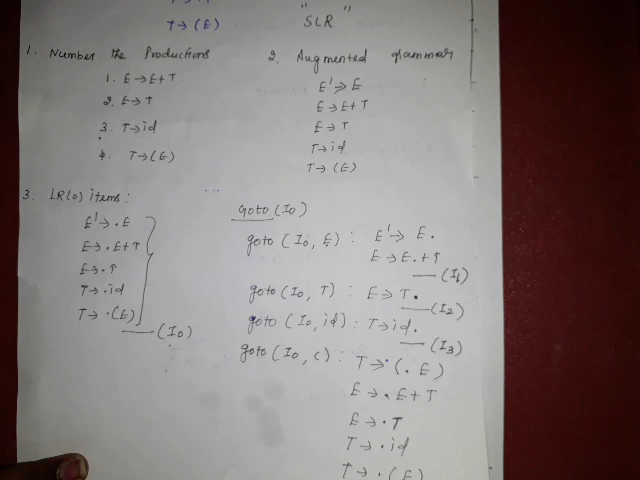 T→(E)
" "
SLR
1. Number the Productions
1. E→E+T
2. E→T
3. T→id
4. T→(E)
2. Augmented grammar
E'→E
E→E+T
E→T
T→id
T→(E)
3. LR(0) items:
E'→.E
E→.E+T
E→.T
T→.id
T→.(E)
(I0)
Goto (I0)
goto (I0, E): E'→ E.
E→E.+T
(I1)
goto (I0, T): E→T.
(I2)
goto (I0, id): T→id.
(I3)
goto (I0, (): T→(.E)
E→.E+T
E→.T
T→.id
T→.(E)